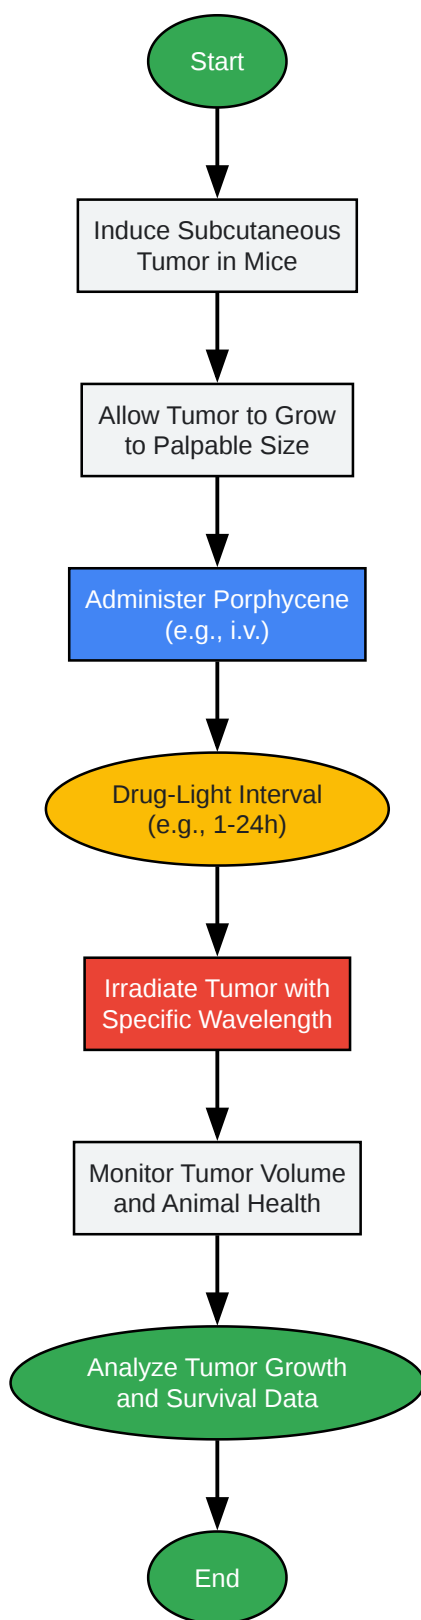 Start
Induce Subcutaneous
Tumor in Mice
Allow Tumor to Grow
to Palpable Size
Administer Porphycene
(e.g., i.v.)
Drug-Light Interval
(e.g., 1-24h)
Irradiate Tumor with
Specific Wavelength
Monitor Tumor Volume
and Animal Health
Analyze Tumor Growth
and Survival Data
End